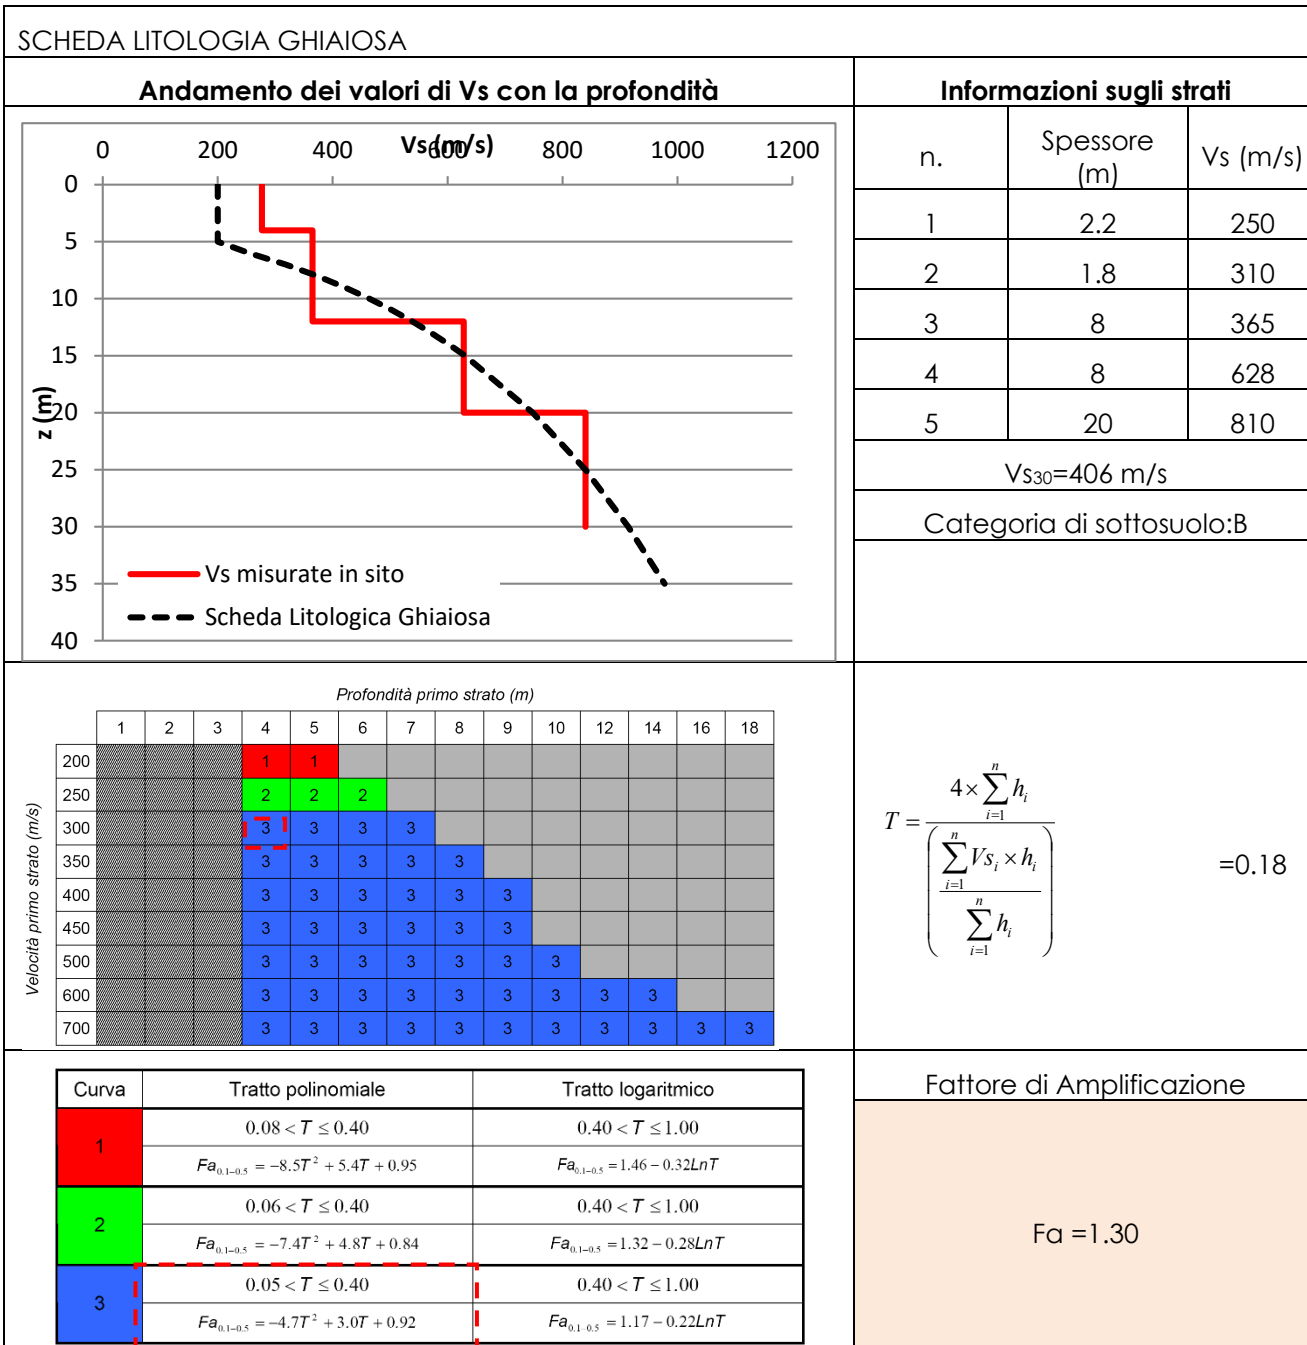 SCHEDA LITOLOGIA GHIAIOSA
Andamento dei valori di Vs con la profondità
Informazioni sugli strati
Vs (m/s)
0 200 400 600 800 1000 1200
0
5
10
15
20
25
30
35
40
z (m)
Vs misurate in sito
Scheda Litologica Ghiaiosa
n. Spessore (m) Vs (m/s)
1 2.2 250
2 1.8 310
3 8 365
4 8 628
5 20 810
Vs30=406 m/s
Categoria di sottosuolo:B
Profondità primo strato (m)
1 2 3 4 5 6 7 8 9 10 12 14 16 18
Velocità primo strato (m/s)
200 1 1
250 2 2 2
300 3 3 3 3
350 3 3 3 3 3
400 3 3 3 3 3 3
450 3 3 3 3 3 3
500 3 3 3 3 3 3 3
600 3 3 3 3 3 3 3 3 3
700 3 3 3 3 3 3 3 3 3 3 3
T = 4×∑_{i=1}^{n} h_i / ( ∑_{i=1}^{n} Vs_i × h_i / ∑_{i=1}^{n} h_i ) =0.18
Curva Tratto polinomiale Tratto logaritmico
1
0.08 < T ≤ 0.40 0.40 < T ≤ 1.00
Fa0.1-0.5 = −8.5T² + 5.4T + 0.95 Fa0.1-0.5 = 1.46 − 0.32LnT
2
0.06 < T ≤ 0.40 0.40 < T ≤ 1.00
Fa0.1-0.5 = −7.4T² + 4.8T + 0.84 Fa0.1-0.5 = 1.32 − 0.28LnT
3
0.05 < T ≤ 0.40 0.40 < T ≤ 1.00
Fa0.1-0.5 = −4.7T² + 3.0T + 0.92 Fa0.1-0.5 = 1.17 − 0.22LnT
Fattore di Amplificazione
Fa =1.30